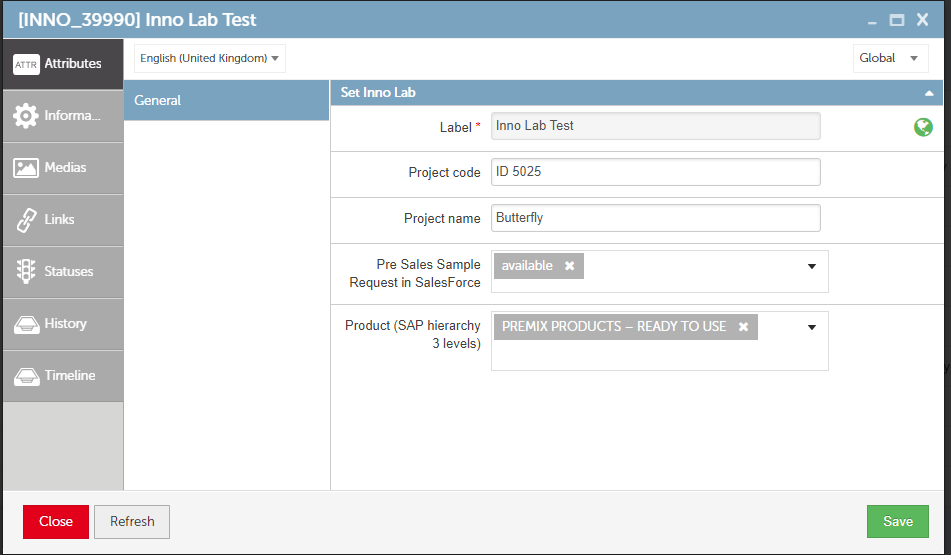 [INNO_39990] Inno Lab Test
ATTR Attributes
English (United Kingdom)
Global
Informa...
Medias
Links
Statuses
History
Timeline
General
Set Inno Lab
Label * Inno Lab Test
Project code ID 5025
Project name Butterfly
Pre Sales Sample
Request in SalesForce
available
Product (SAP hierarchy
3 levels)
PREMIX PRODUCTS – READY TO USE
Close
Refresh
Save